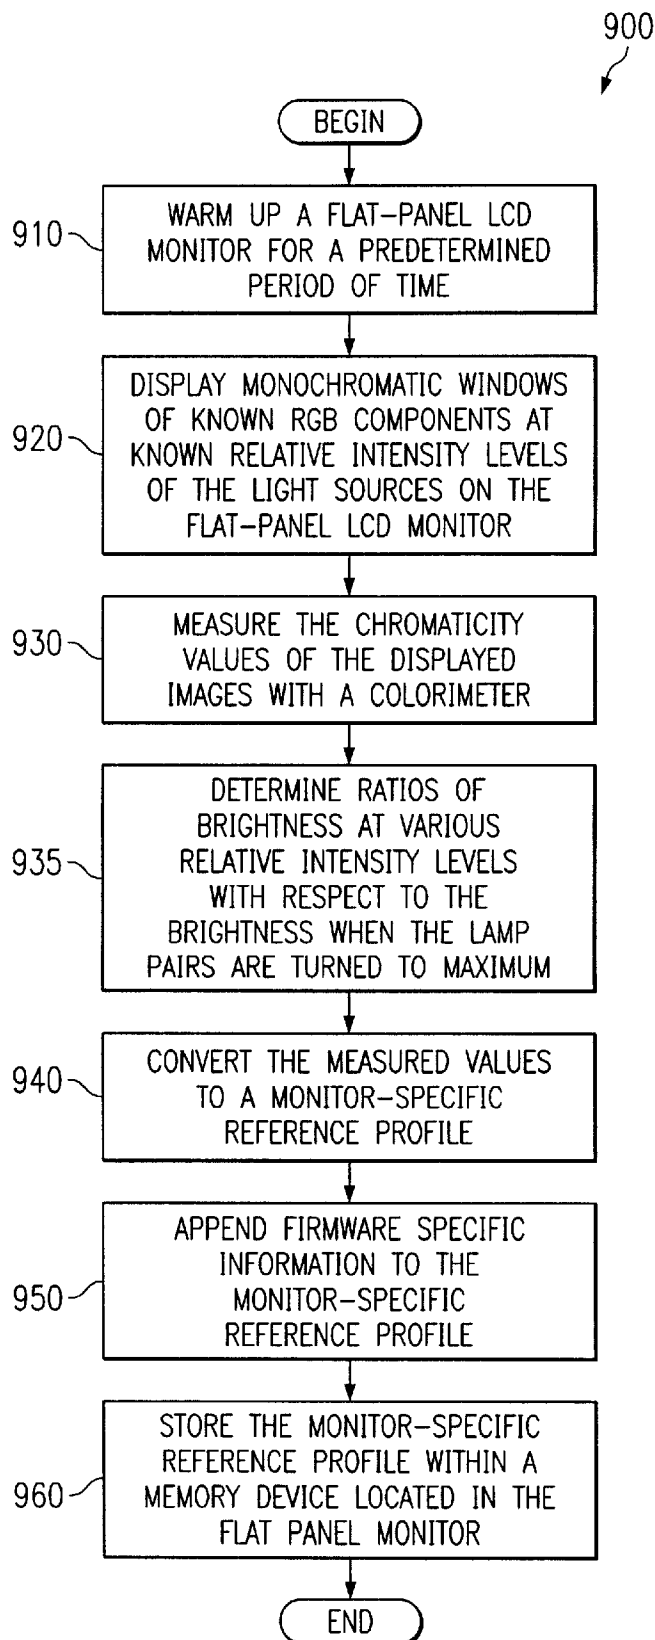 900
BEGIN
910
WARM UP A FLAT-PANEL LCD
MONITOR FOR A PREDETERMINED
PERIOD OF TIME
920
DISPLAY MONOCHROMATIC WINDOWS
OF KNOWN RGB COMPONENTS AT
KNOWN RELATIVE INTENSITY LEVELS
OF THE LIGHT SOURCES ON THE
FLAT-PANEL LCD MONITOR
930
MEASURE THE CHROMATICITY
VALUES OF THE DISPLAYED
IMAGES WITH A COLORIMETER
935
DETERMINE RATIOS OF
BRIGHTNESS AT VARIOUS
RELATIVE INTENSITY LEVELS
WITH RESPECT TO THE
BRIGHTNESS WHEN THE LAMP
PAIRS ARE TURNED TO MAXIMUM
940
CONVERT THE MEASURED VALUES
TO A MONITOR-SPECIFIC
REFERENCE PROFILE
950
APPEND FIRMWARE SPECIFIC
INFORMATION TO THE
MONITOR-SPECIFIC
REFERENCE PROFILE
960
STORE THE MONITOR-SPECIFIC
REFERENCE PROFILE WITHIN A
MEMORY DEVICE LOCATED IN THE
FLAT PANEL MONITOR
END